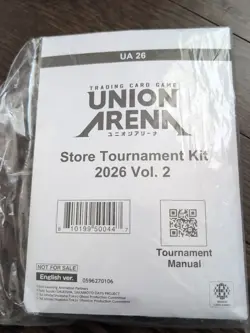 UA 26
TRADING CARD GAME
UNION
ARENA
ユニオンアリーナ
Store Tournament Kit
2026 Vol. 2
Tournament
Manual
NOT FOR SALE
English ver.